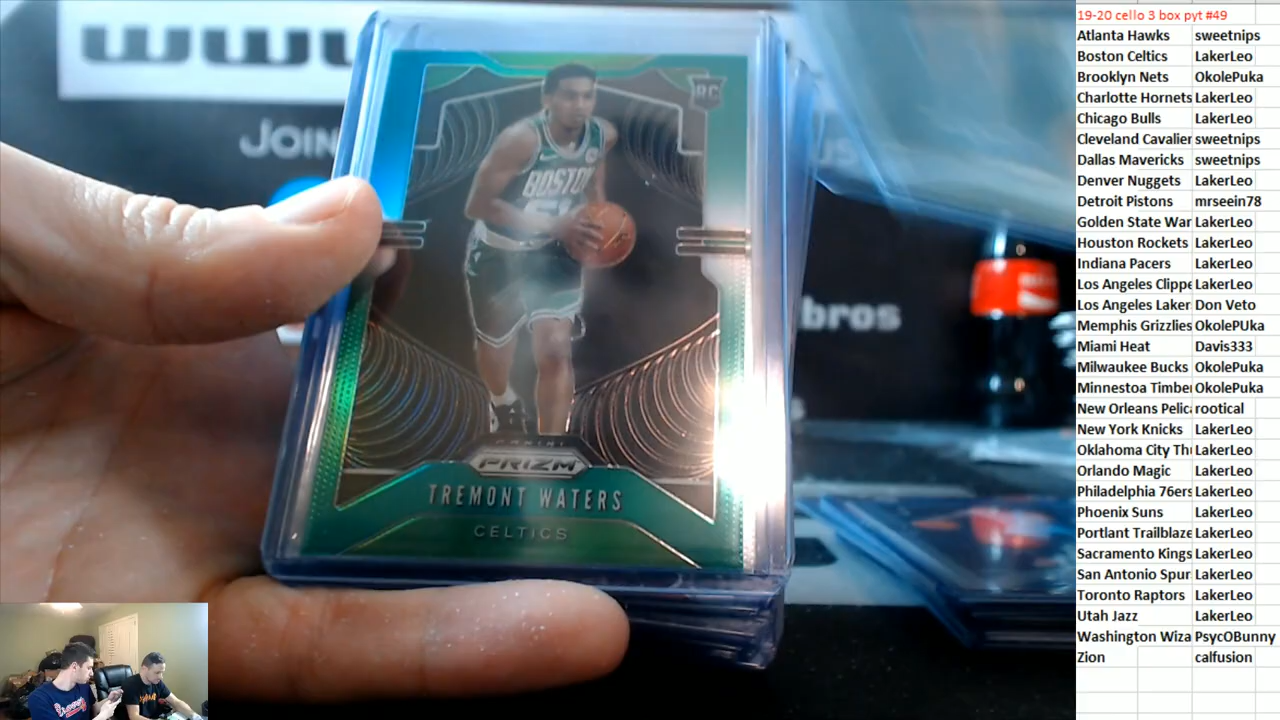 JOIN
US
bros
RC
BOSTON
PANINI
PRIZM
TREMONT WATERS
CELTICS
19-20 cello 3 box pyt #49
Atlanta Hawks sweetnips
Boston Celtics LakerLeo
Brooklyn Nets OkolePuka
Charlotte Hornets LakerLeo
Chicago Bulls LakerLeo
Cleveland Cavalier sweetnips
Dallas Mavericks sweetnips
Denver Nuggets LakerLeo
Detroit Pistons mrseein78
Golden State War LakerLeo
Houston Rockets LakerLeo
Indiana Pacers LakerLeo
Los Angeles Clippe LakerLeo
Los Angeles Laker Don Veto
Memphis Grizzlies OkolePUka
Miami Heat Davis333
Milwaukee Bucks OkolePuka
Minnestoa Timber OkolePuka
New Orleans Pelic rootical
New York Knicks LakerLeo
Oklahoma City Thu LakerLeo
Orlando Magic LakerLeo
Philadelphia 76ers LakerLeo
Phoenix Suns LakerLeo
Portlant Trailblaze LakerLeo
Sacramento Kings LakerLeo
San Antonio Spur LakerLeo
Toronto Raptors LakerLeo
Utah Jazz LakerLeo
Washington Wiza PsycOBunny
Zion calfusion